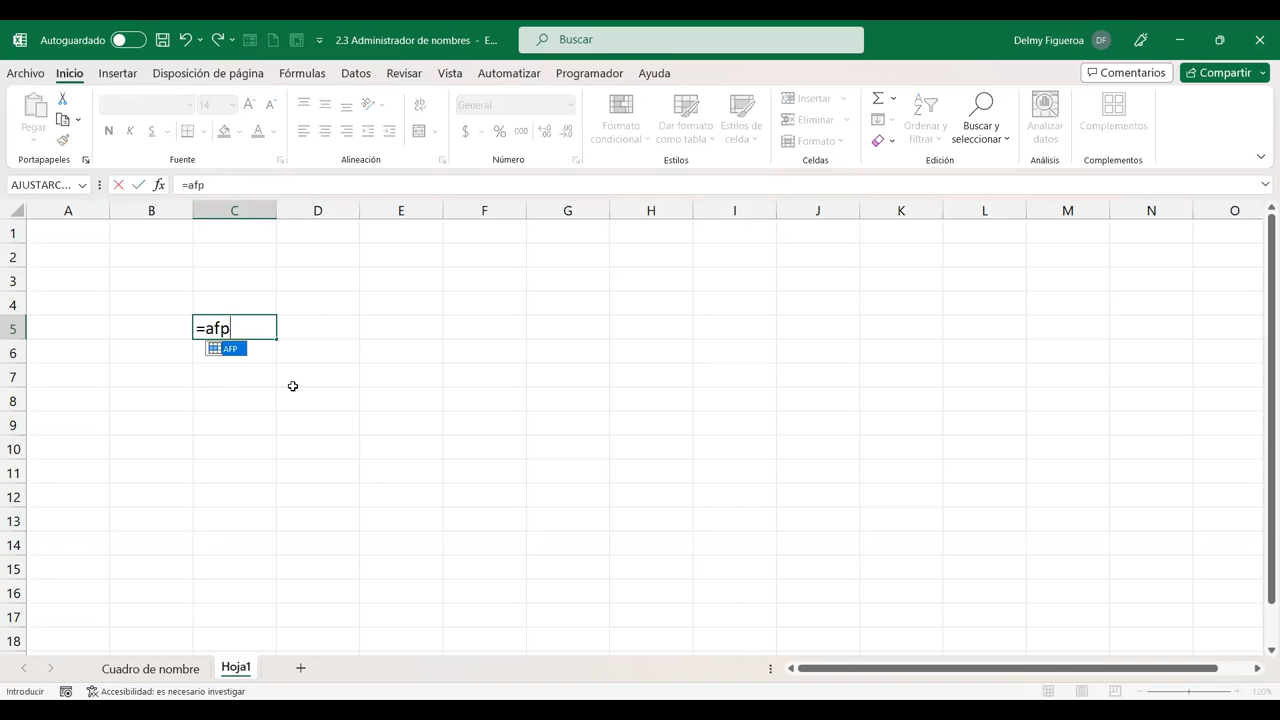 Autoguardado
2.3 Administrador de nombres - E...
Buscar
Delmy Figueroa
DF
Archivo
Inicio
Insertar
Disposición de página
Fórmulas
Datos
Revisar
Vista
Automatizar
Programador
Ayuda
Comentarios
Compartir
Pegar
14
A A
N K S A
General
$ % 000
Formato
condicional
Dar formato
como tabla
Estilos de
celda
Insertar
Eliminar
Formato
Ordenar y
filtrar
Buscar y
seleccionar
Analizar
datos
Complementos
Portapapeles
Fuente
Alineación
Número
Estilos
Celdas
Edición
Análisis
Complementos
AJUSTARC...
fx
=afp
A B C D E F G H I J K L M N O
1
2
3
4
5
=afp
6
AFP
7
8
9
10
11
12
13
14
15
16
17
18
Cuadro de nombre
Hoja1
Introducir
Accesibilidad: es necesario investigar
120%